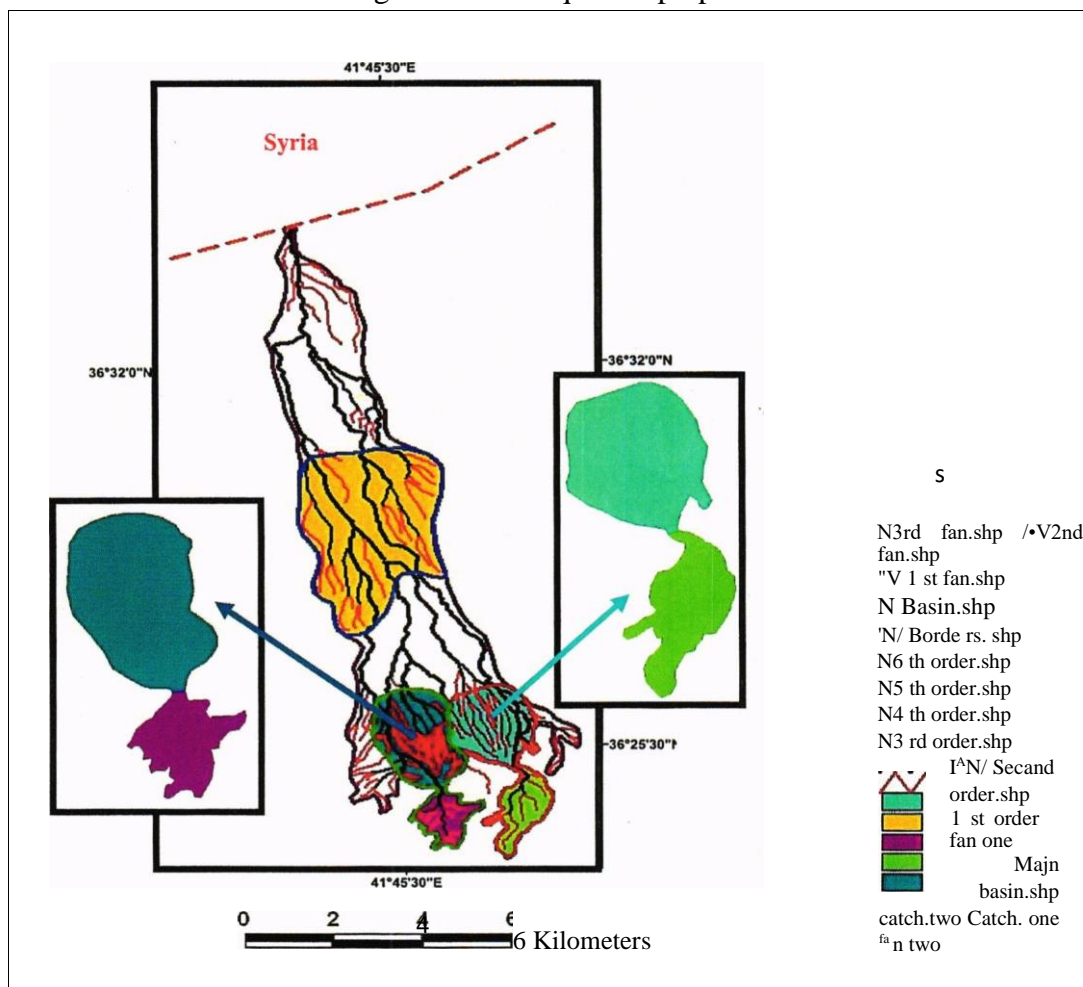 41°45'30"E
Syria
36°32'0"N
36°32'0"N
36°25'30"
41°45'30"E
0 2 4 6
6 Kilometers
S
N3rd fan.shp /•V2nd
fan.shp
"V 1 st fan.shp
N Basin.shp
'N/ Borde rs. shp
N6 th order.shp
N5 th order.shp
N4 th order.shp
N3 rd order.shp
I^N/ Secand
order.shp
1 st order
fan one
Majn
basin.shp
catch.two Catch. one
fa n two